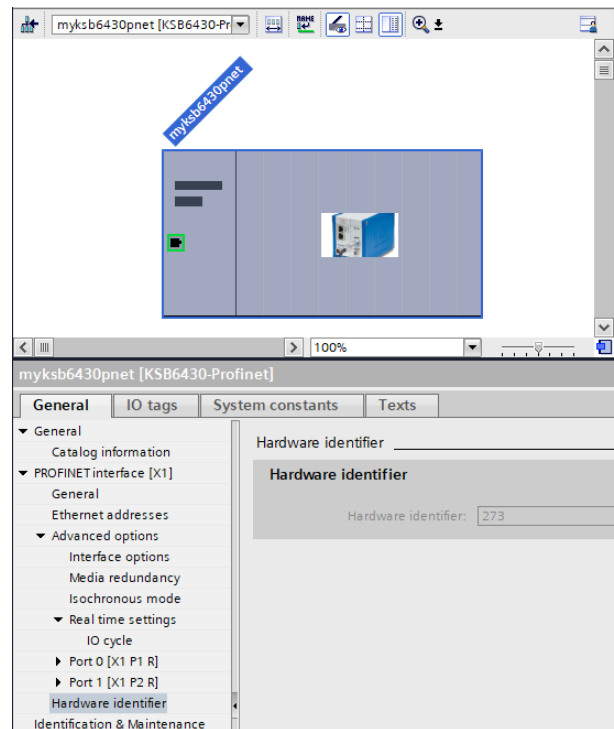 myksb6430pnet [KSB6430-Pr
NAME
±
myksb6430pnet
100%
myksb6430pnet [KSB6430-Profinet]
General IO tags System constants Texts
General
Catalog information
PROFINET interface [X1]
General
Ethernet addresses
Advanced options
Interface options
Media redundancy
Isochronous mode
Real time settings
IO cycle
Port 0 [X1 P1 R]
Port 1 [X1 P2 R]
Hardware identifier
Identification & Maintenance
Hardware identifier
Hardware identifier
Hardware identifier: 273